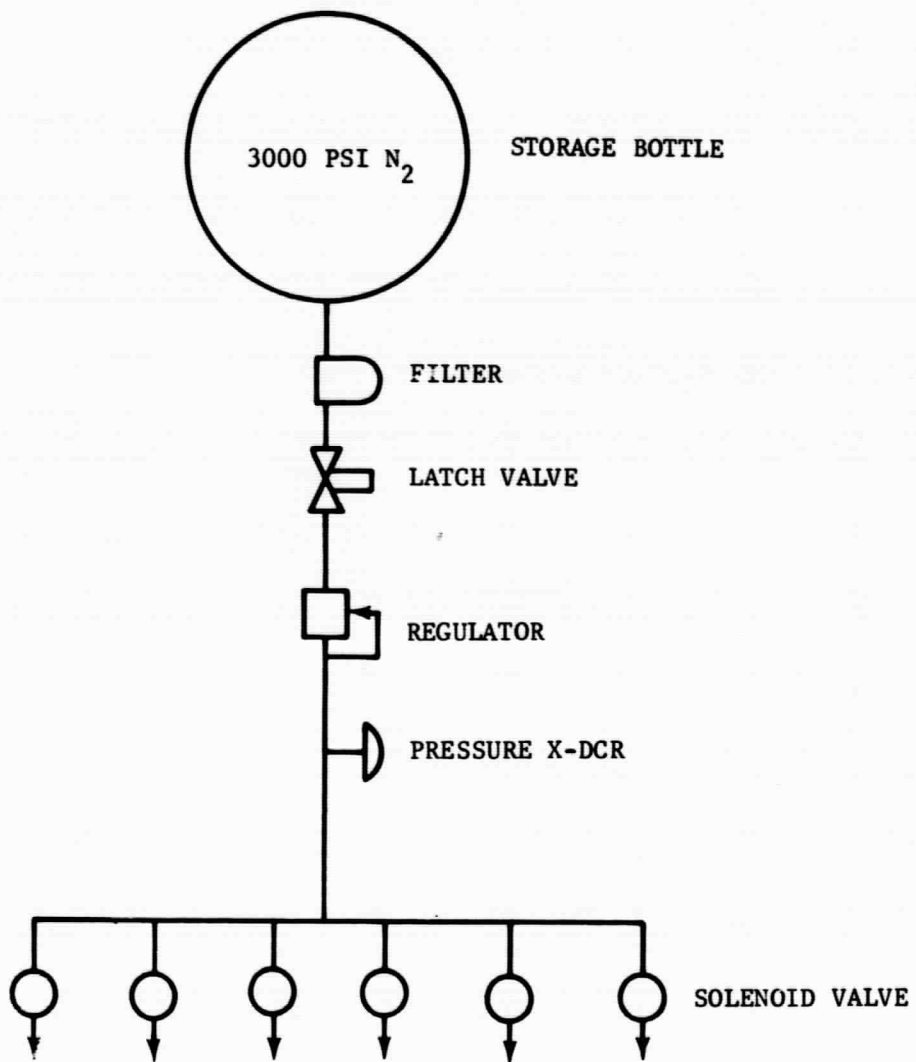 3000 PSI N₂
STORAGE BOTTLE
FILTER
LATCH VALVE
REGULATOR
PRESSURE X-DCR
SOLENOID VALVE